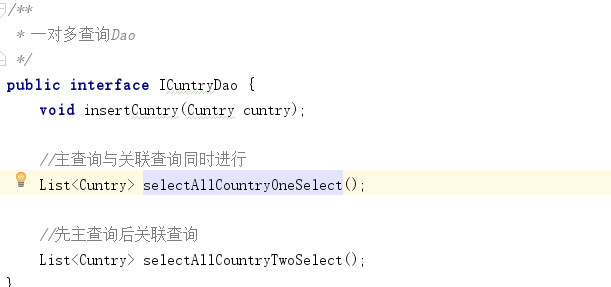 /**
 * 一对多查询Dao
 */
public interface ICuntryDao {
    void insertCuntry(Cuntry cuntry);
    //主查询与关联查询同时进行
    List<Cuntry> selectAllCountryOneSelect();
    //先主查询后关联查询
    List<Cuntry> selectAllCountryTwoSelect();
}